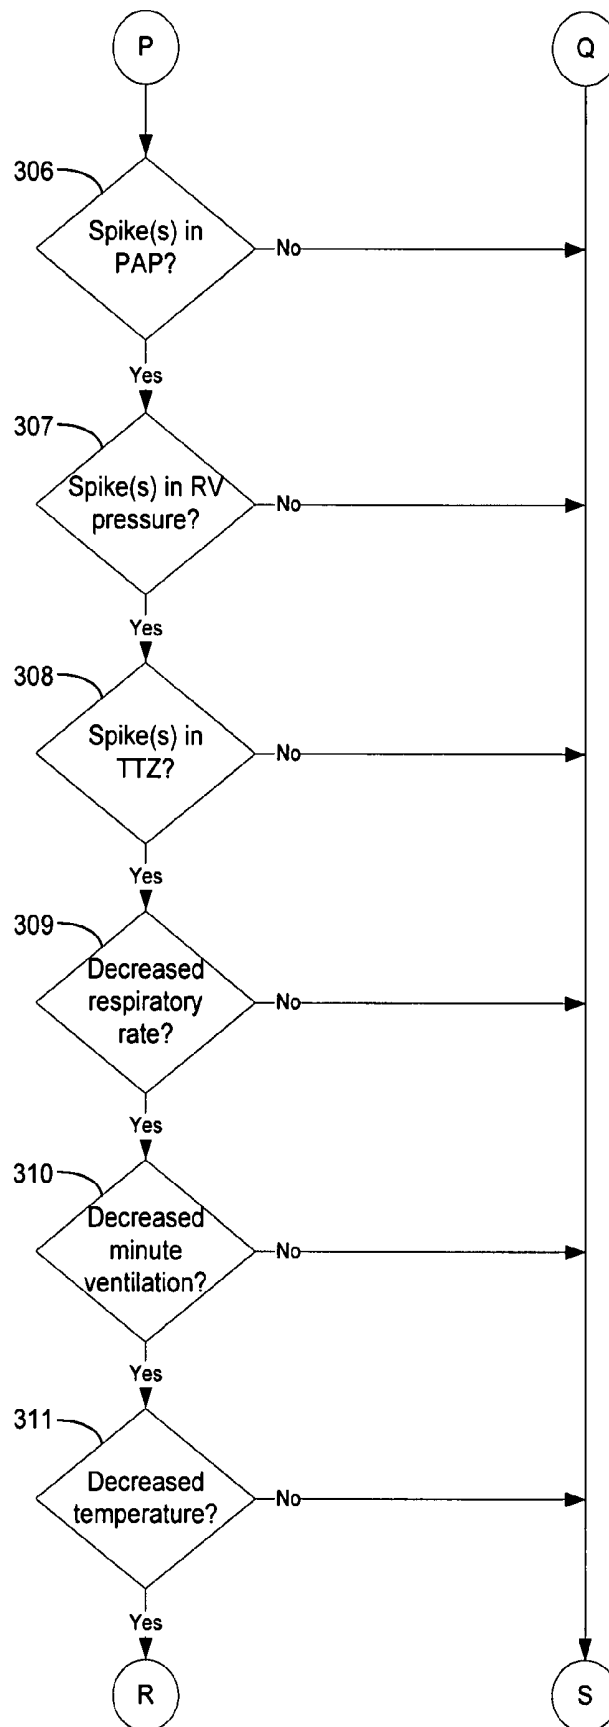 P
Q
306
Spike(s) in
PAP?
No
Yes
307
Spike(s) in RV
pressure?
No
Yes
308
Spike(s) in
TTZ?
No
Yes
309
Decreased
respiratory
rate?
No
Yes
310
Decreased
minute
ventilation?
No
Yes
311
Decreased
temperature?
No
Yes
R
S